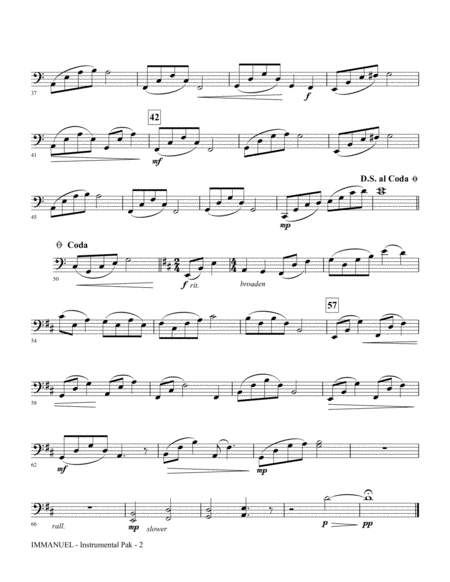 37
f
42
41
mf
D.S. al Coda
45
mp
Coda
50
f rit.
broaden
57
54
58
62
mf
mp
66
rall.
mp slower
p
pp
IMMANUEL - Instrumental Pak - 2